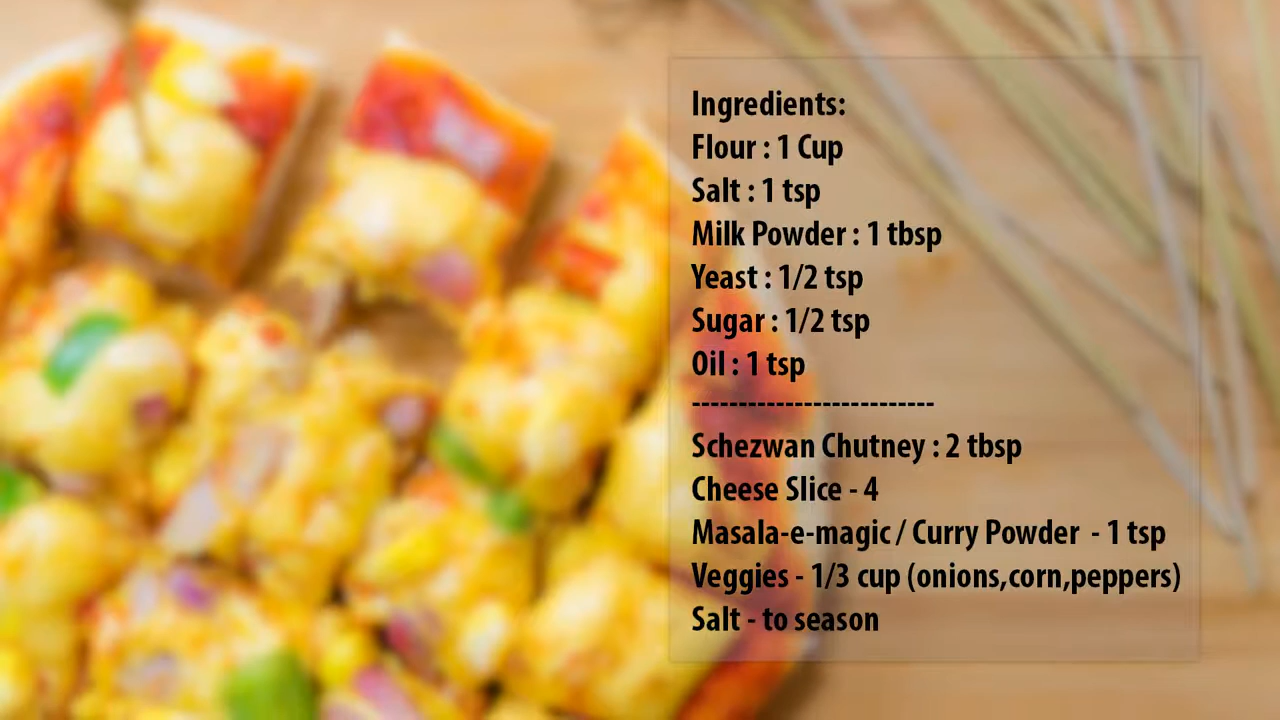 Ingredients:
Flour : 1 Cup
Salt : 1 tsp
Milk Powder : 1 tbsp
Yeast : 1/2 tsp
Sugar : 1/2 tsp
Oil : 1 tsp
--------------------------
Schezwan Chutney : 2 tbsp
Cheese Slice - 4
Masala-e-magic / Curry Powder  - 1 tsp
Veggies - 1/3 cup (onions,corn,peppers)
Salt - to season